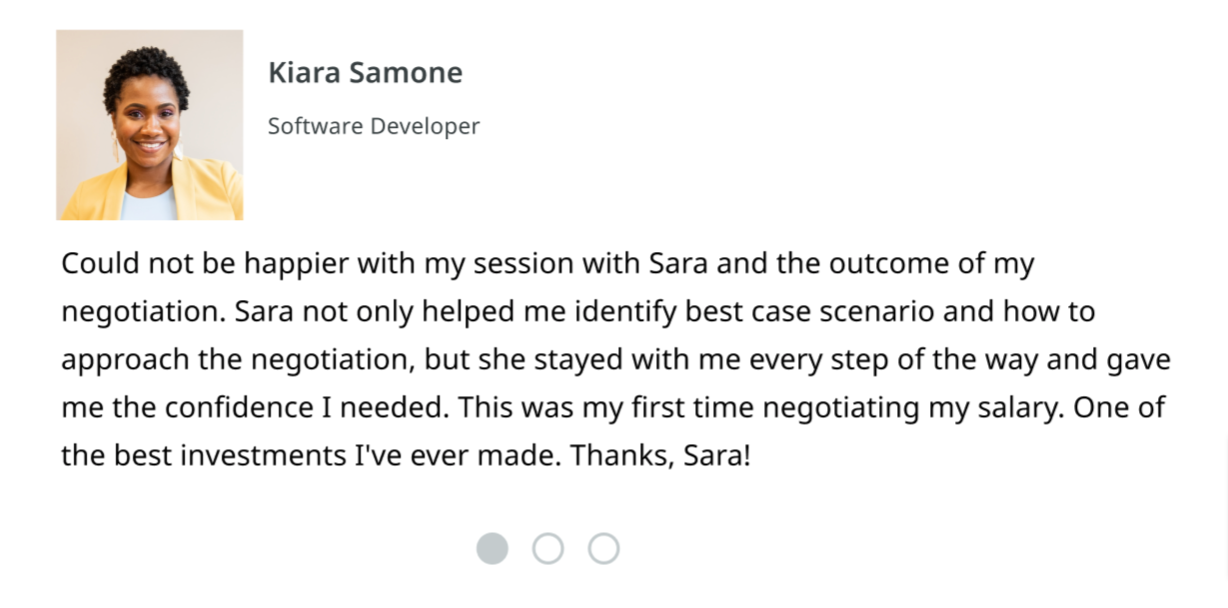 Kiara Samone
Software Developer
Could not be happier with my session with Sara and the outcome of my
negotiation. Sara not only helped me identify best case scenario and how to
approach the negotiation, but she stayed with me every step of the way and gave
me the confidence I needed. This was my first time negotiating my salary. One of
the best investments I've ever made. Thanks, Sara!